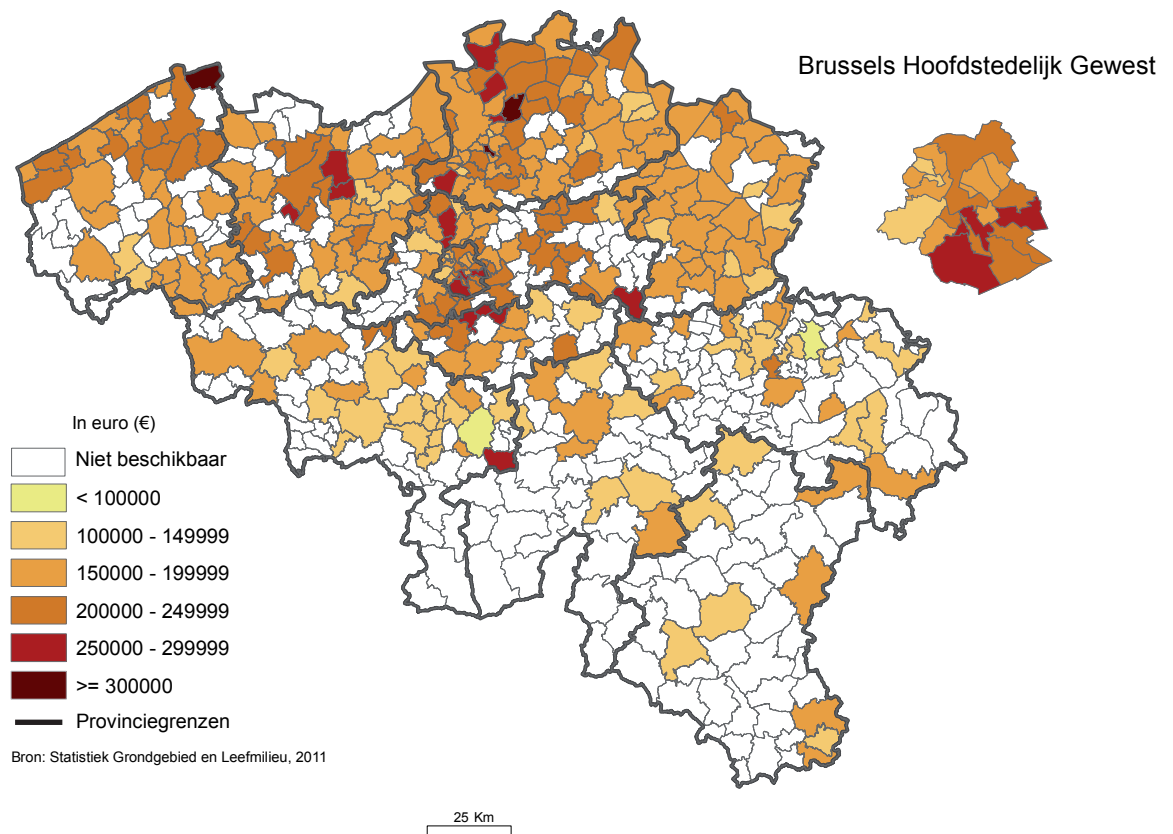 Brussels Hoofdstedelijk Gewest
In euro (€)
Niet beschikbaar
< 100000
100000 - 149999
150000 - 199999
200000 - 249999
250000 - 299999
>= 300000
Provinciegrenzen
Bron: Statistiek Grondgebied en Leefmilieu, 2011
25 Km